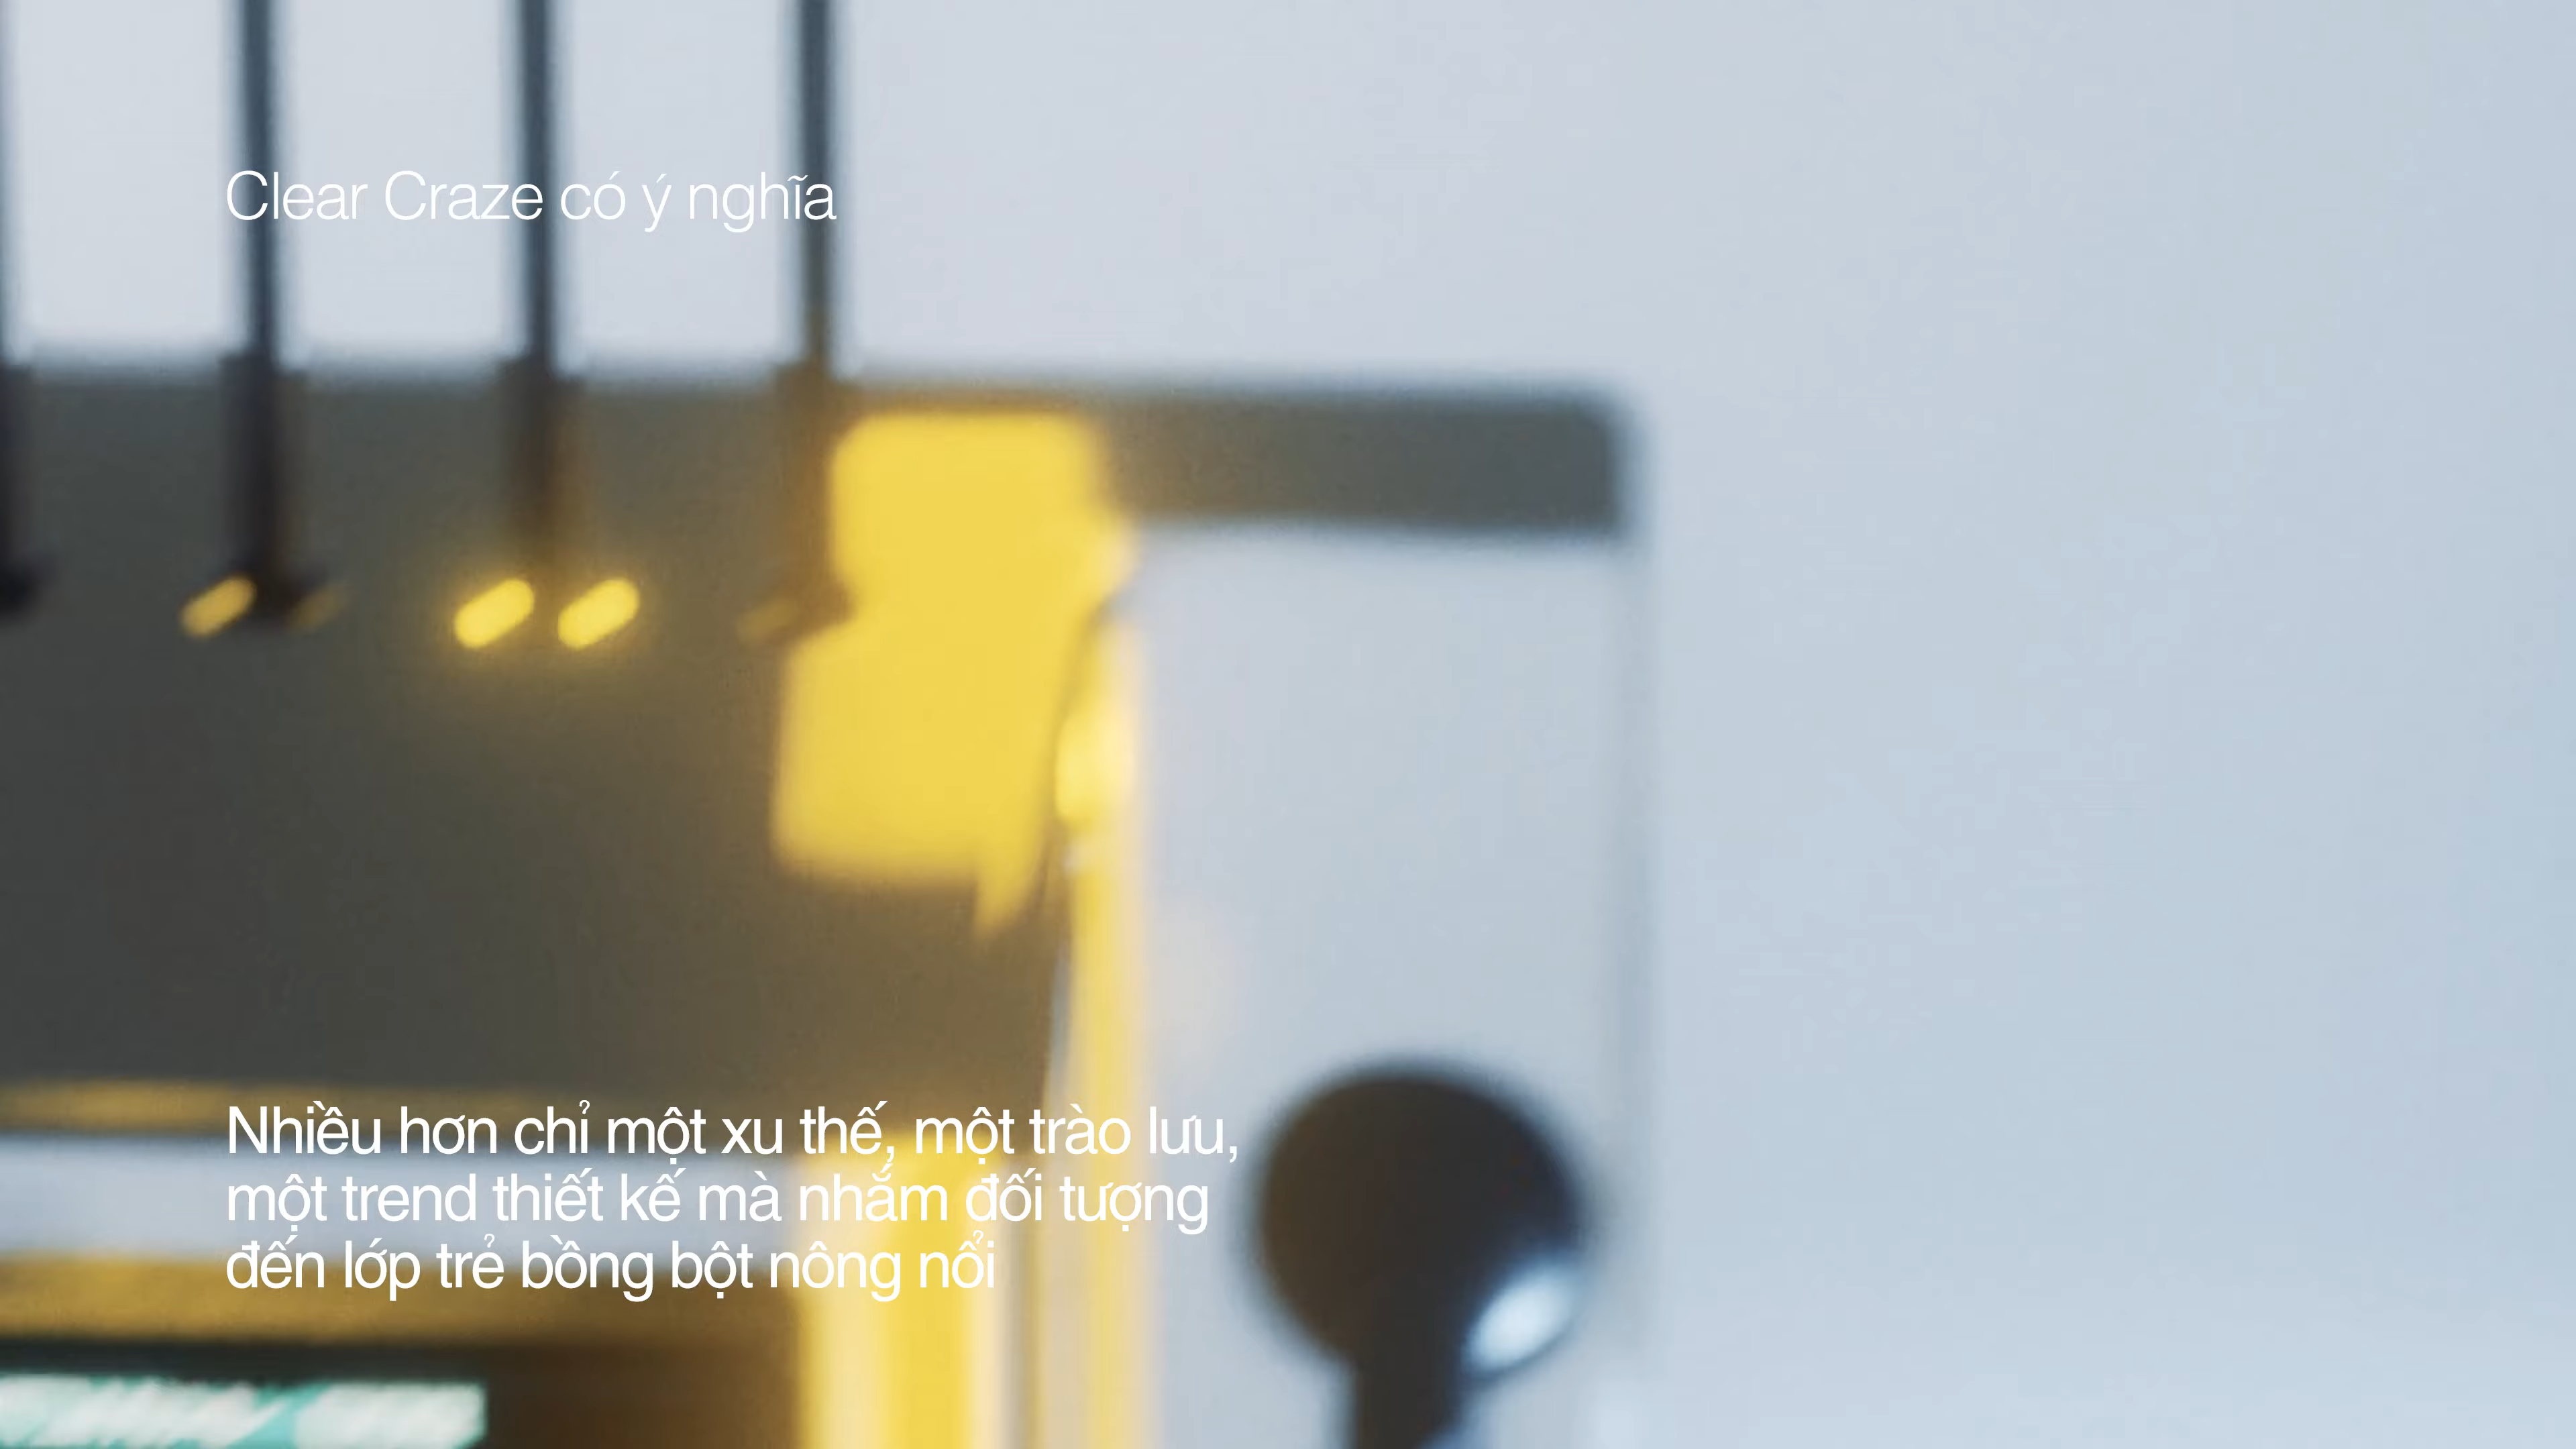 Clear Craze có ý nghĩa
Nhiều hơn chỉ một xu thế, một trào lưu,
một trend thiết kế mà nhắm đối tượng
đến lớp trẻ bồng bột nông nổi